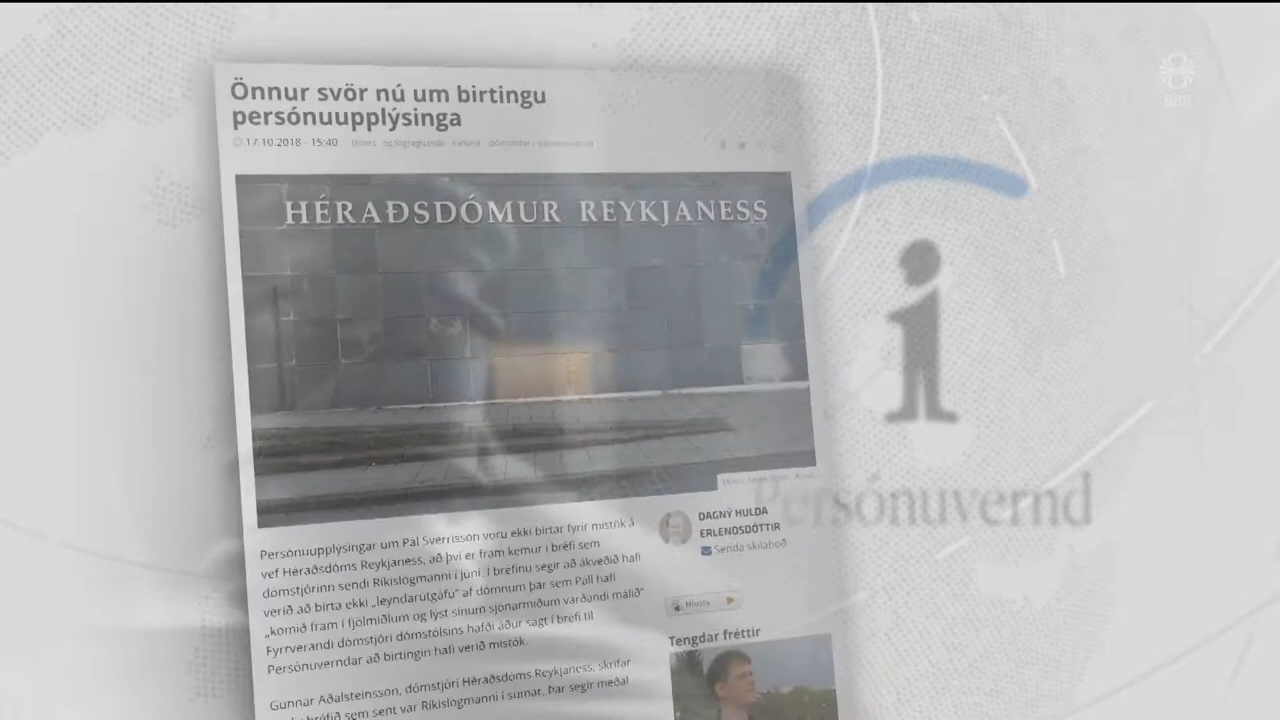 Önnur svör nú um birtingu
persónuupplýsinga
17.10.2018 - 15:40
HÉRAÐSDÓMUR REYKJANESS
Persónuupplýsingar um Pál Sverrisson voru ekki birtar fyrir mistök á
vef Héraðsdóms Reykjaness, að því er fram kemur í bréfi sem
dómstjórinn sendi Ríkislögmanni í júní. Í bréfinu segir að ákveðið hafi
verið að birta ekki „leyndarútgáfu" af dómnum þar sem Páll hafi
„komið fram í fjölmiðlum og lýst sínum sjónarmiðum varðandi málið"
Fyrrverandi dómstjóri dómstólsins hafði áður sagt í bréfi til
Persónuverndar að birtingin hafi verið mistök.
Gunnar Aðalsteinsson, dómstjóri Héraðsdóms Reykjaness, skrifar
bréfið sem sent var Ríkislögmanni í sumar. Þar segir meðal
DAGNÝ HULDA
ERLENDSDÓTTIR
Senda skilaboð
Hlusta
Tengdar fréttir
Persónuvernd